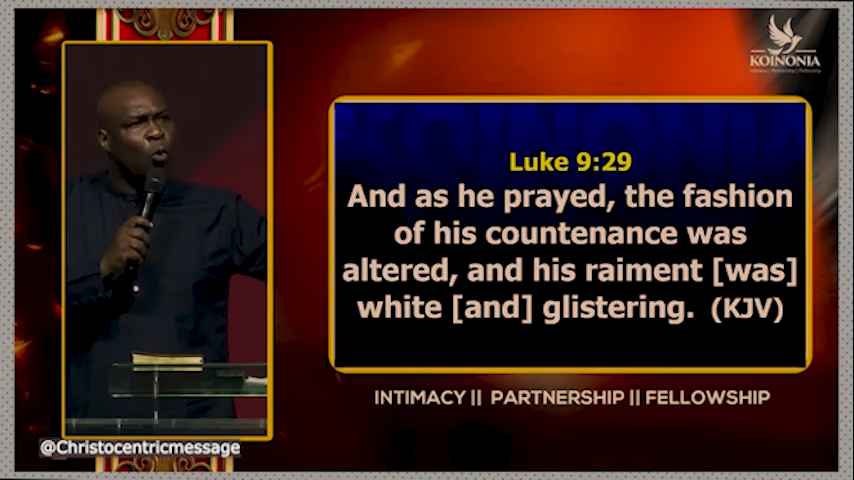 KOINONIA
Luke 9:29
And as he prayed, the fashion
of his countenance was
altered, and his raiment [was]
white [and] glistering. (KJV)
INTIMACY || PARTNERSHIP || FELLOWSHIP
@Christocentricmessage